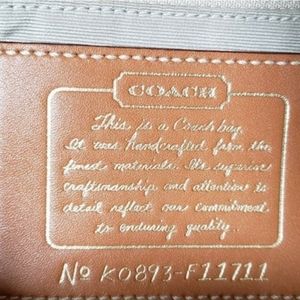 COACH
This is a Coach bag.
It was handcrafted from the
finest materials. Its superior
craftsmanship and attention to
detail reflect our commitment
to enduring quality.
No K0893-F11711